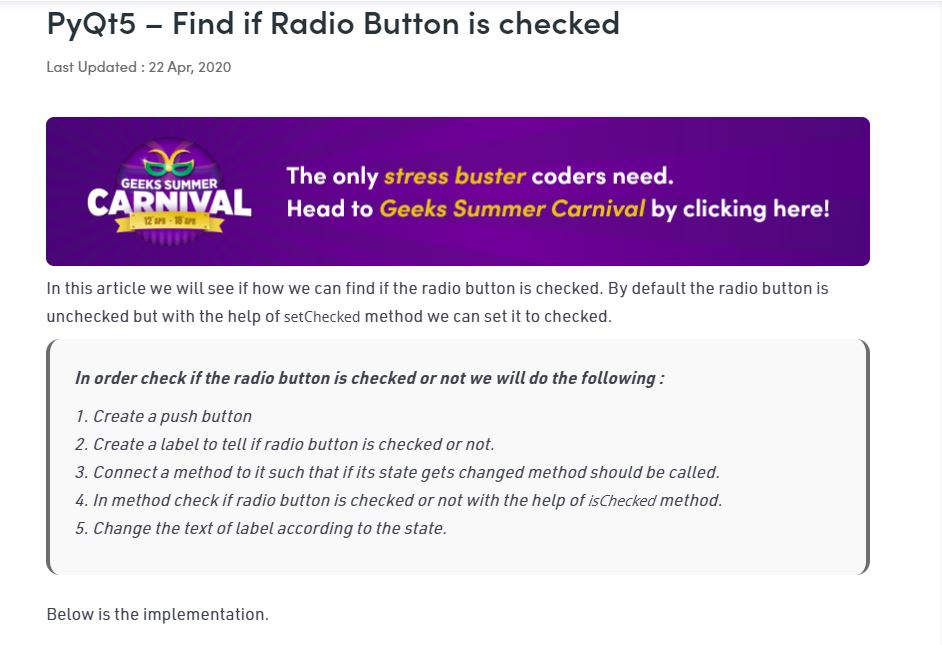 PyQt5 – Find if Radio Button is checked
Last Updated : 22 Apr, 2020
GEEKS SUMMER
CARNIVAL
12 APR - 18 APR
The only stress buster coders need.
Head to Geeks Summer Carnival by clicking here!
In this article we will see if how we can find if the radio button is checked. By default the radio button is
unchecked but with the help of setChecked method we can set it to checked.
In order check if the radio button is checked or not we will do the following :
1. Create a push button
2. Create a label to tell if radio button is checked or not.
3. Connect a method to it such that if its state gets changed method should be called.
4. In method check if radio button is checked or not with the help of isChecked method.
5. Change the text of label according to the state.
Below is the implementation.